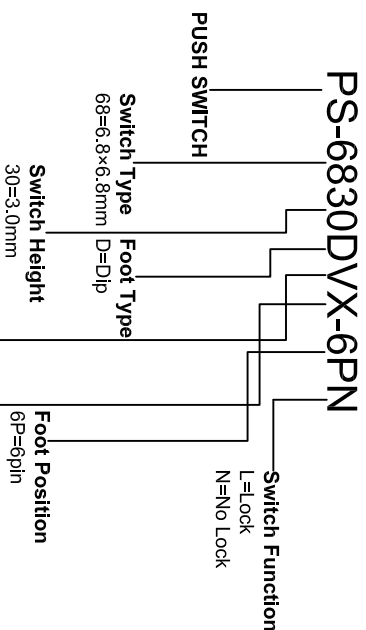 PS-6830DVX-6PN
PUSH SWITCH
Switch Type
68=6.8×6.8mm
Switch Height
30=3.0mm
Foot Type
D=Dip
Foot Position
6P=6pin
Switch Function
L=Lock
N=No Lock